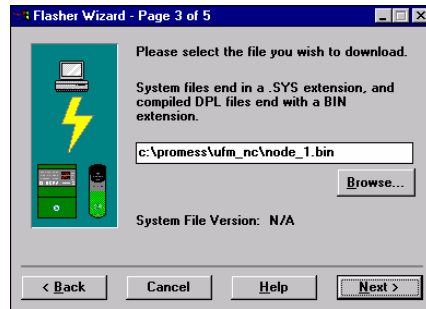 Flasher Wizard - Page 3 of 5
Please select the file you wish to download.
System files end in a .SYS extension, and
compiled DPL files end with a BIN
extension.
c:\promess\ufm_nc\node_1.bin
Browse...
System File Version: N/A
< Back
Cancel
Help
Next >